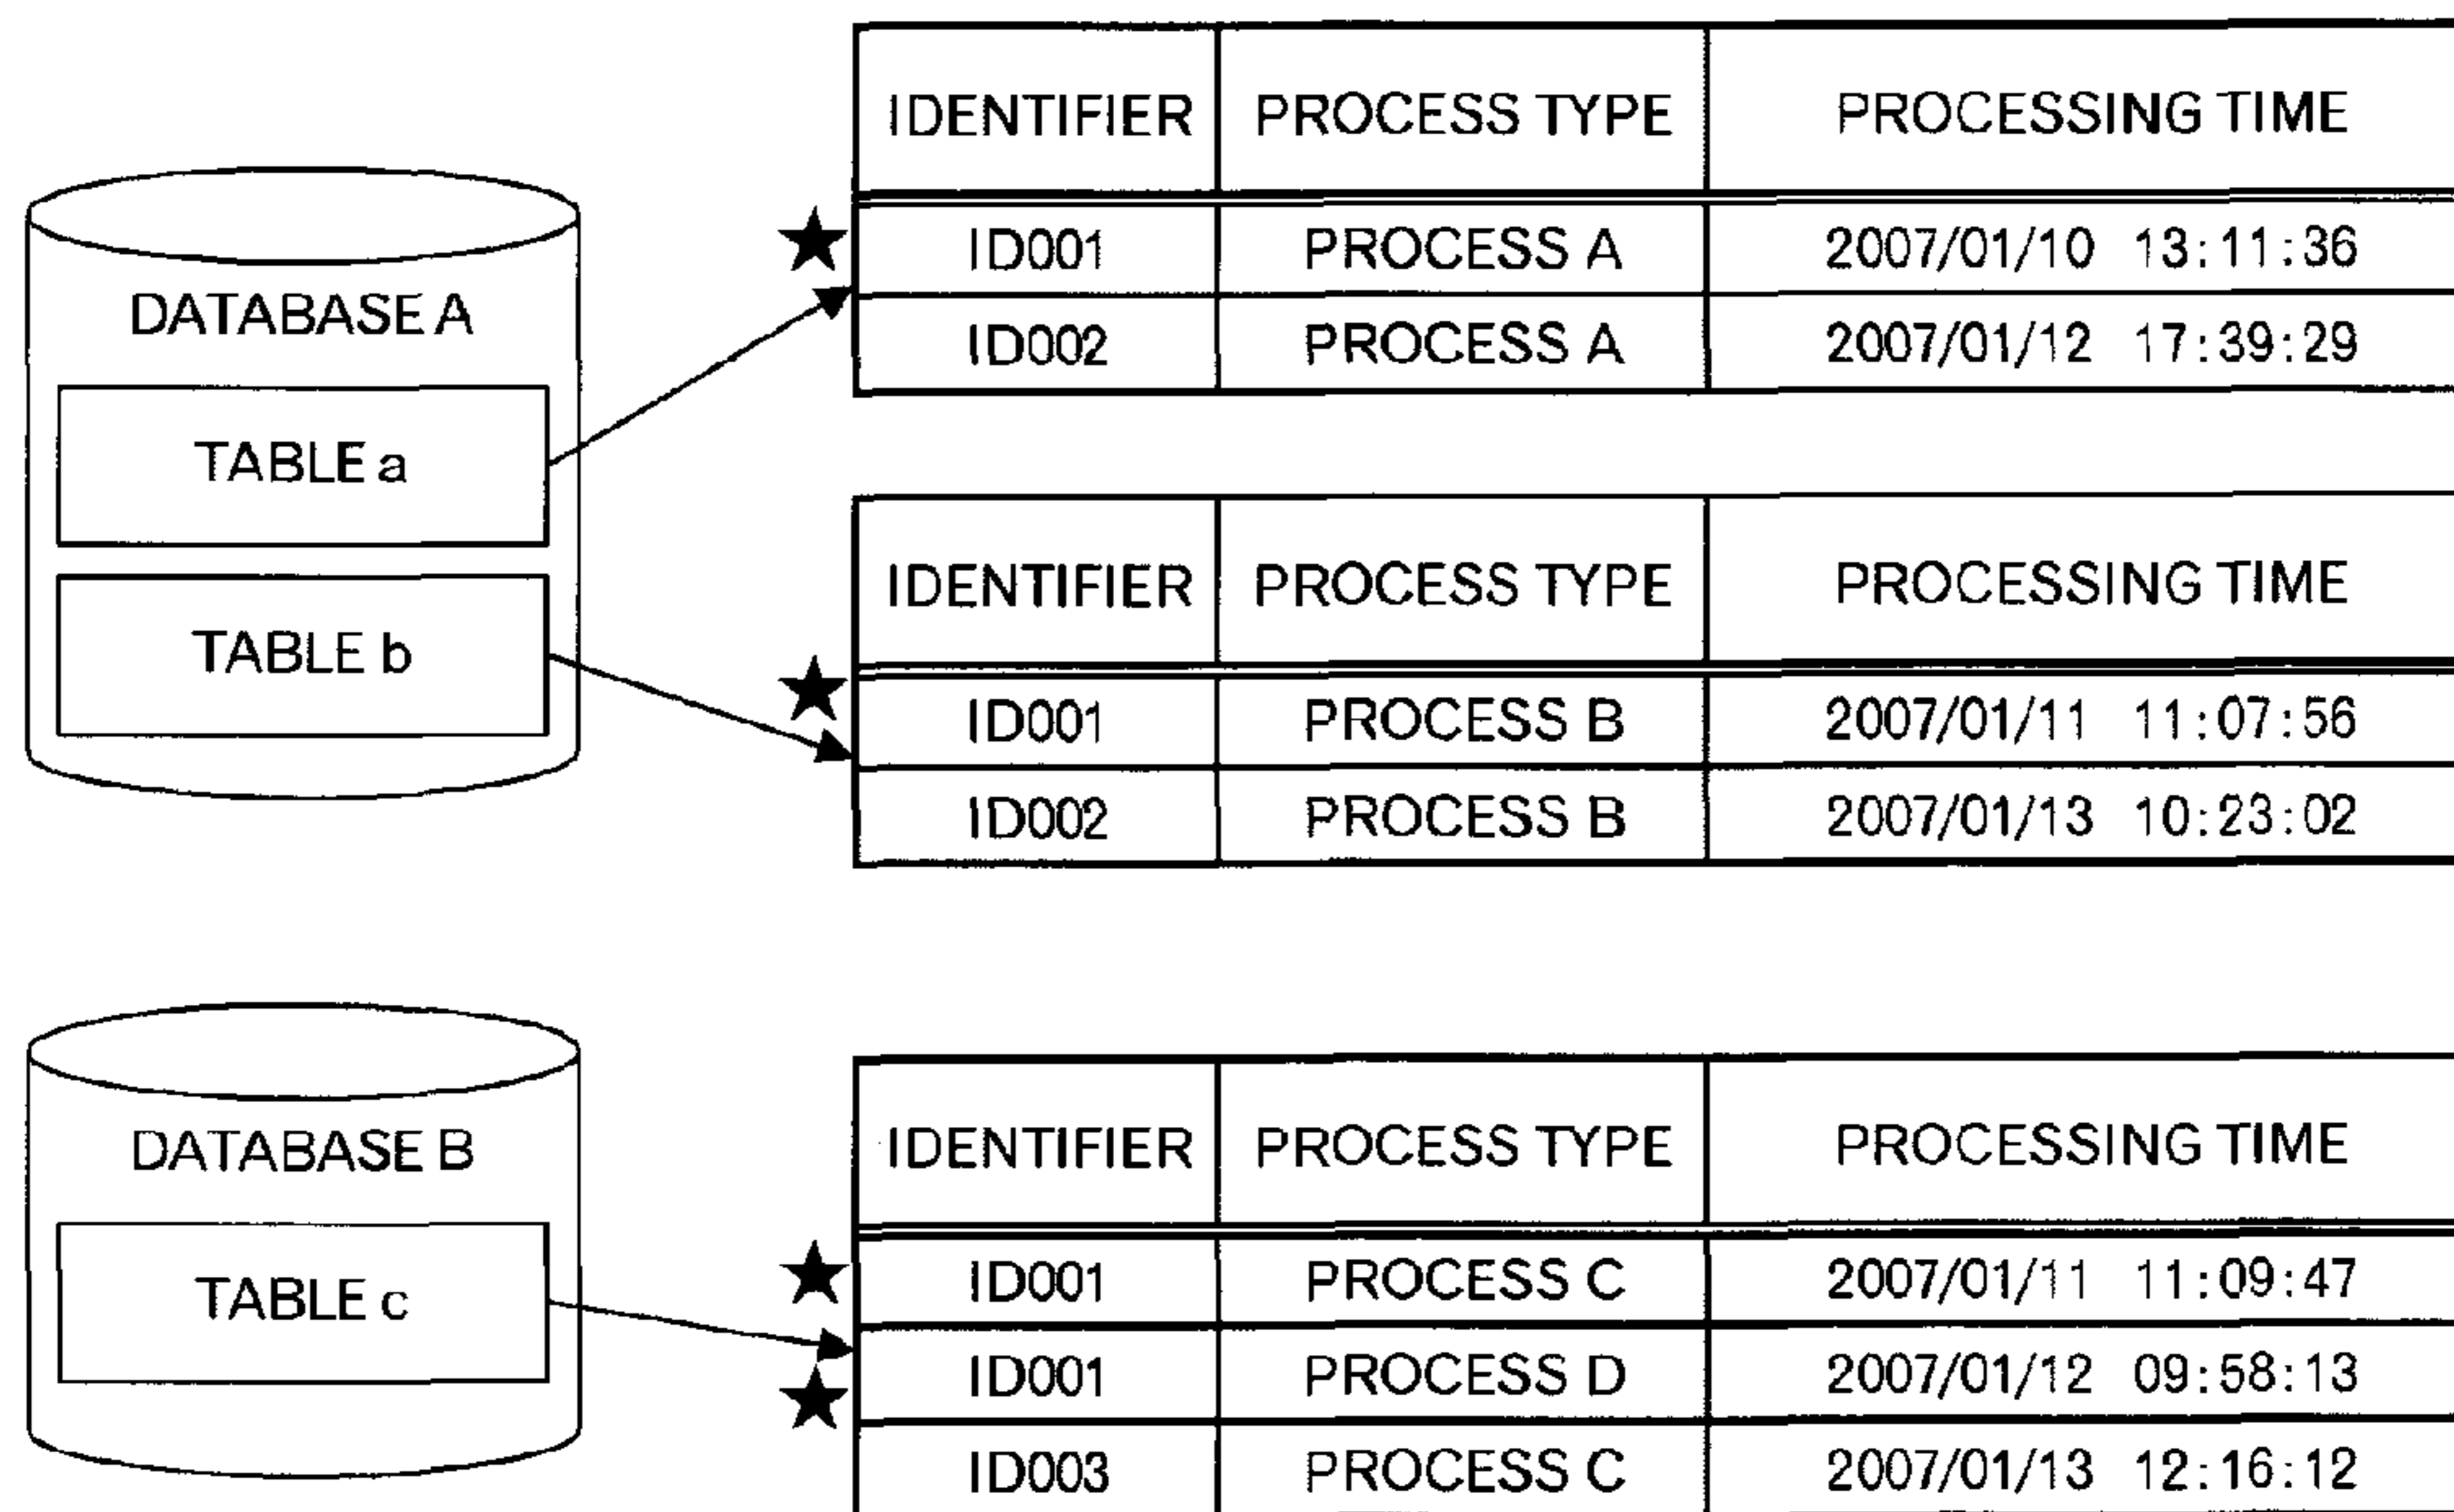 IDENTIFIER PROCESS TYPE PROCESSING TIME
ID001 PROCESS A 2007/01/10 13:11:36
ID002 PROCESS A 2007/01/12 17:39:29
DATABASE A
TABLE a
TABLE b
IDENTIFIER PROCESS TYPE PROCESSING TIME
ID001 PROCESS B 2007/01/11 11:07:56
ID002 PROCESS B 2007/01/13 10:23:02
DATABASE B
TABLE c
IDENTIFIER PROCESS TYPE PROCESSING TIME
ID001 PROCESS C 2007/01/11 11:09:47
ID001 PROCESS D 2007/01/12 09:58:13
ID003 PROCESS C 2007/01/13 12:16:12